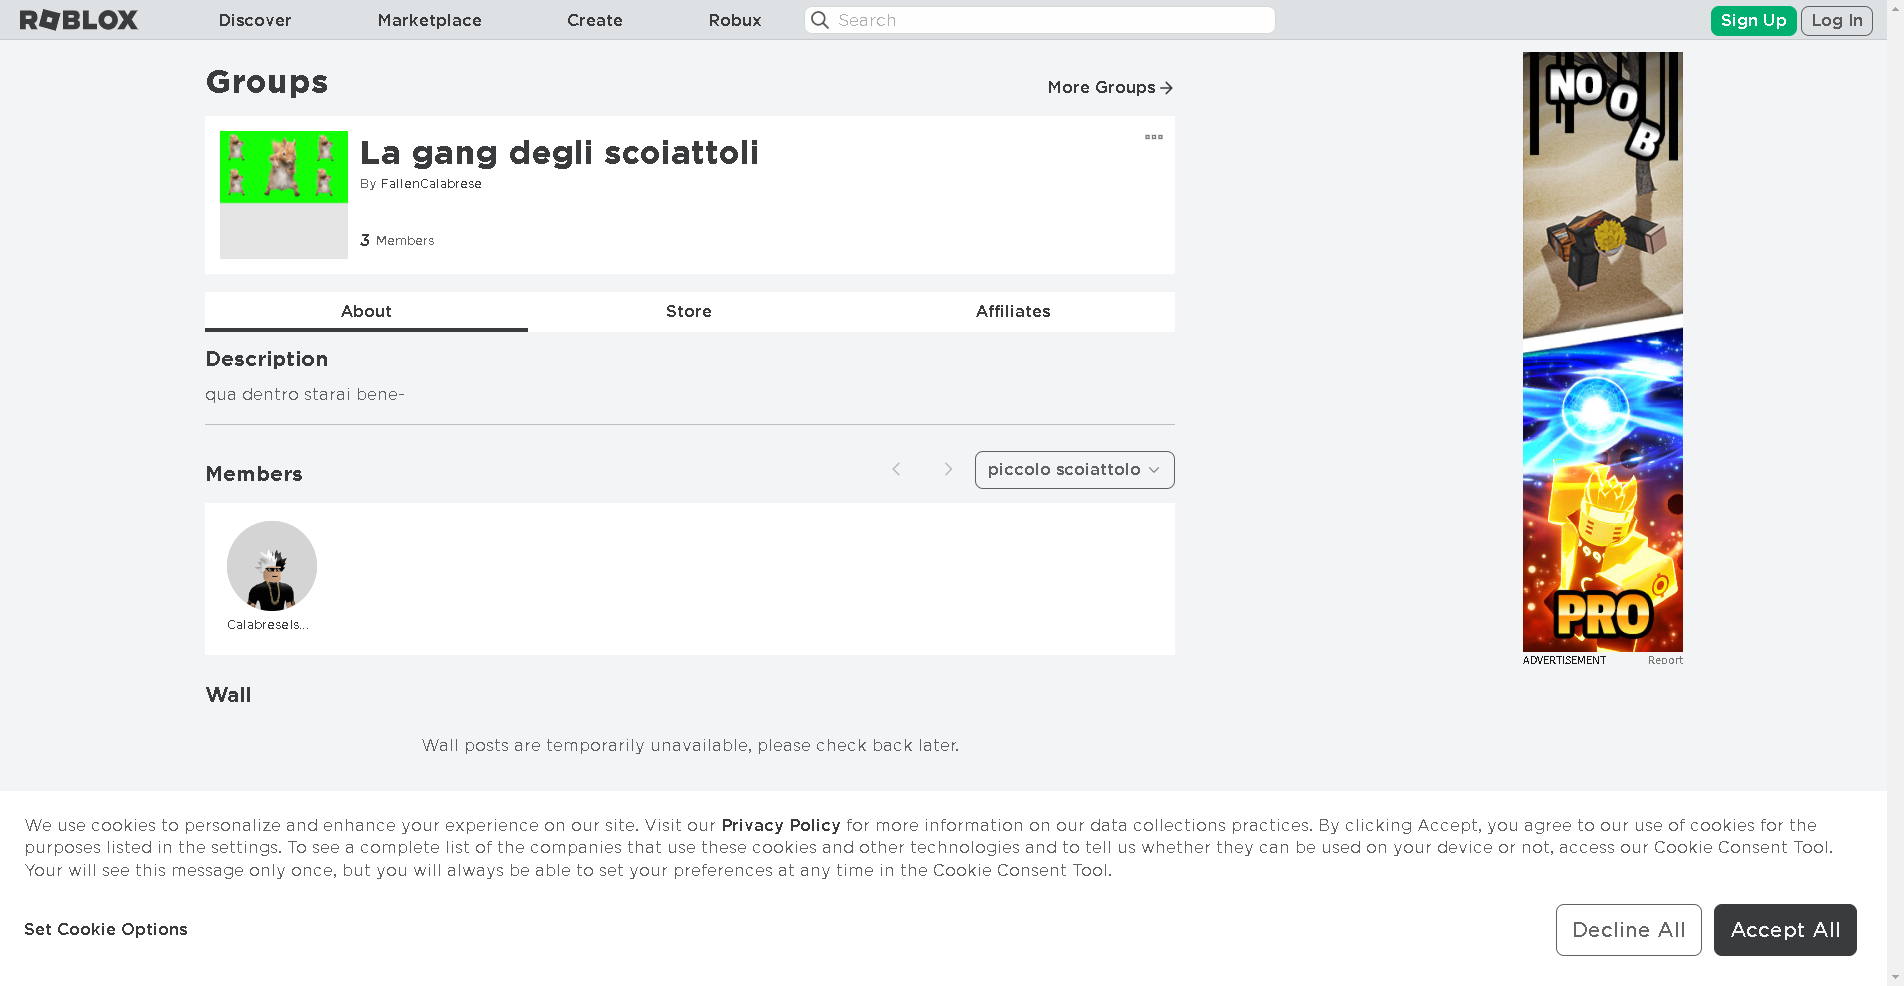 ROBLOX Discover Marketplace Create Robux Search Sign Up Log In
Groups
More Groups
La gang degli scoiattoli
By FallenCalabrese
3 Members
About Store Affiliates
Description
qua dentro starai bene-
Members
piccolo scoiattolo
CalabreseIs...
Wall
Wall posts are temporarily unavailable, please check back later.
NOOB
PRO
ADVERTISEMENT Report
We use cookies to personalize and enhance your experience on our site. Visit our Privacy Policy for more information on our data collections practices. By clicking Accept, you agree to our use of cookies for the
purposes listed in the settings. To see a complete list of the companies that use these cookies and other technologies and to tell us whether they can be used on your device or not, access our Cookie Consent Tool.
Your will see this message only once, but you will always be able to set your preferences at any time in the Cookie Consent Tool.
Set Cookie Options
Decline All
Accept All